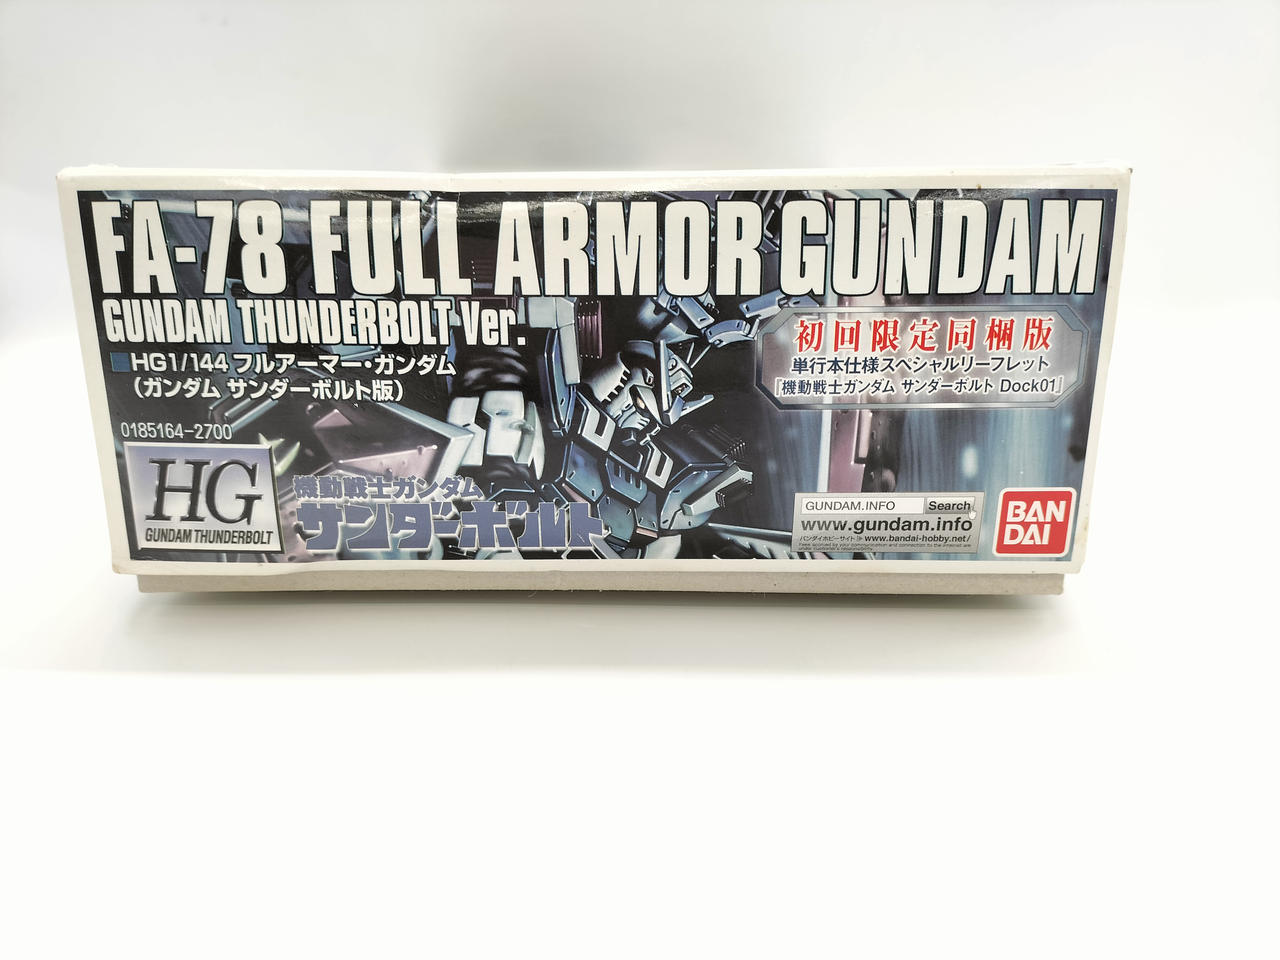 FA-78 FULL ARMOR GUNDAM
GUNDAM THUNDERBOLT Ver.
HG1/144 フルアーマー・ガンダム
(ガンダム サンダーボルト版)
0185164-2700
HG
GUNDAM THUNDERBOLT
機動戦士ガンダム
サンダーボルト
初回限定同梱版
単行本仕様スペシャルリーフレット
『機動戦士ガンダム サンダーボルト Dock01』
GUNDAM.INFO Search
www.gundam.info
バンダイホビーサイト www.bandai-hobby.net/
BAN
DAI